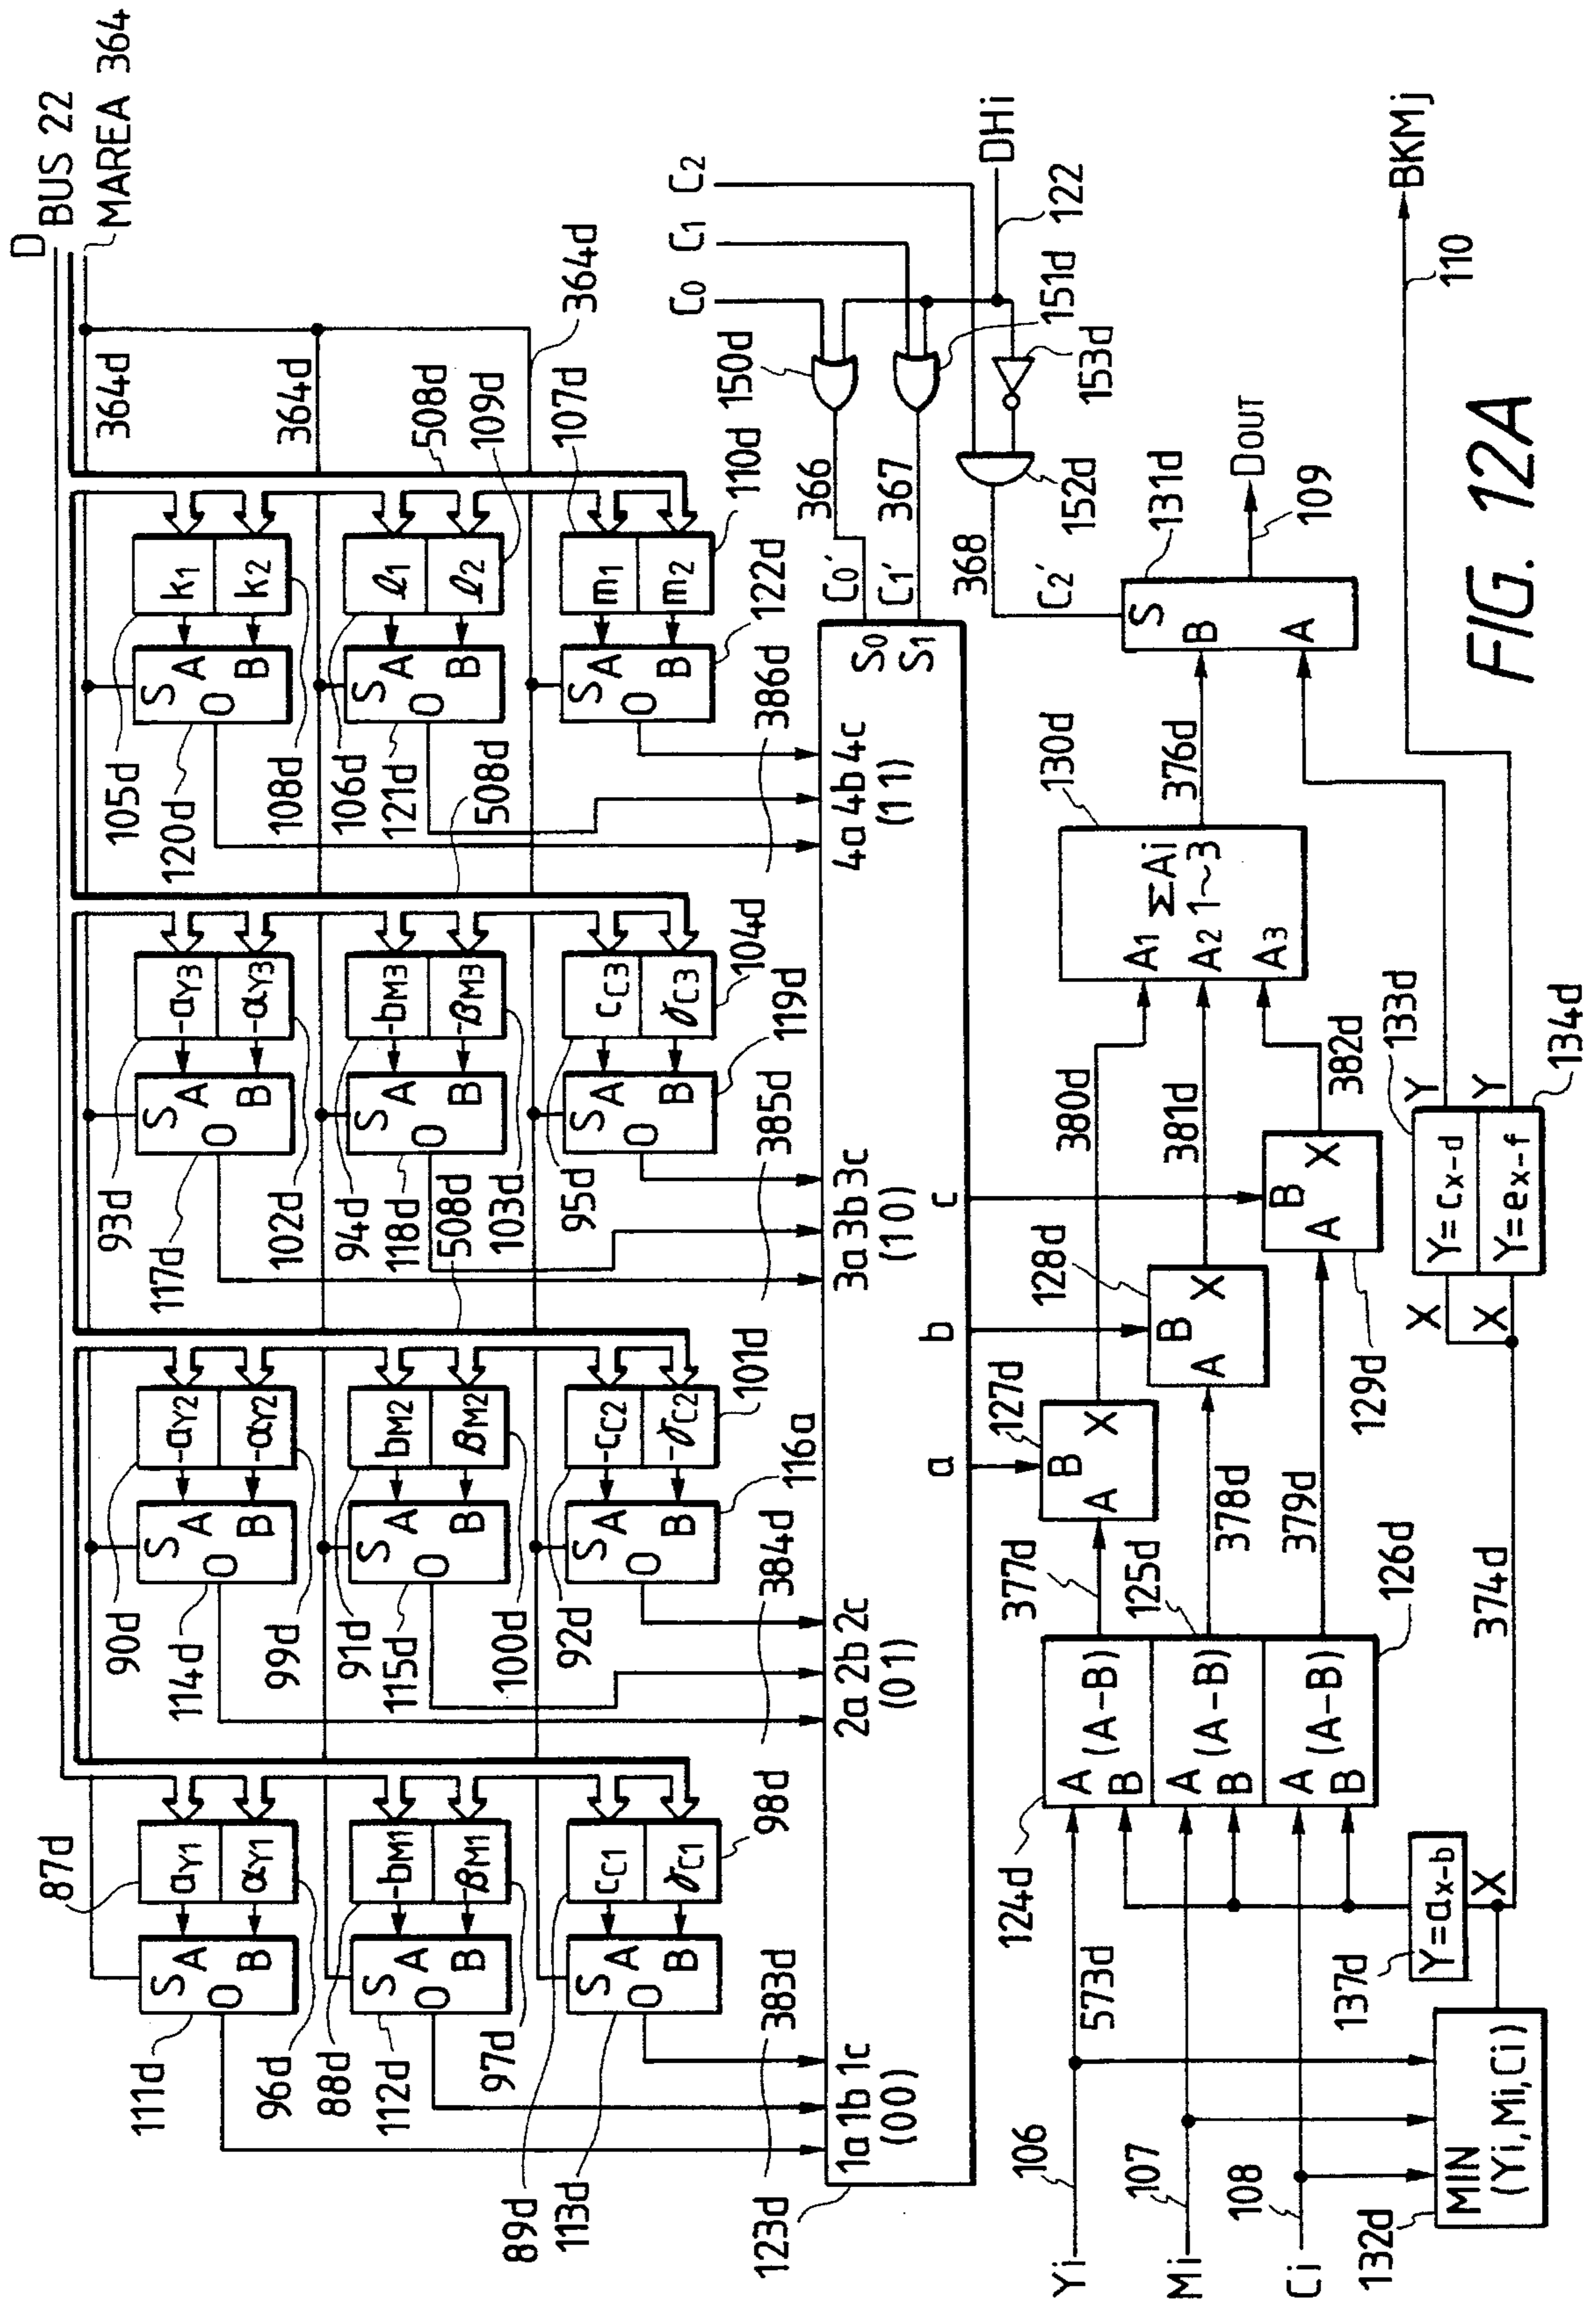 D BUS 22
MAREA 364
364d
364d
364d
508d
508d
508d
87d
aY1
αY1
S A O B
111d
96d
88d
-bM1
-βM1
S A O B
112d
97d
89d
cC1
γC1
S A O B
113d
98d
383d
90d
-aY2
-αY2
S A O B
114d
99d
91d
bM2
βM2
S A O B
115d
100d
92d
-cC2
-γC2
S A O B
101d
116a
384d
93d
-aY3
-αY3
S A O B
117d
102d
94d
-bM3
-βM3
S A O B
118d
103d
95d
cC3
γC3
S A O B
104d
119d
385d
105d
k1
k2
S A O B
120d
108d
106d
ℓ1
ℓ2
S A O B
121d
109d
107d
m1
m2
S A O B
110d
122d
386d
123d
1a 1b 1c
(00)
2a 2b 2c
(01)
3a 3b 3c
(10)
4a 4b 4c
(11)
S0
S1
a
b
c
C0
C1
C2
150d
151d
153d
152d
DHi
122
366
C0'
367
C1'
368
C2'
131d
S
B
A
DOUT
109
Yi
106
573d
Mi
107
Ci
108
132d
MIN
(Yi,Mi,Ci)
137d
Y=ax-b
X
124d
A
B (A-B)
125d
A
B (A-B)
126d
A
B (A-B)
377d
378d
379d
374d
127d
A B X
128d
A B X
129d
A B X
380d
381d
382d
130d
A1 ΣAi
A2 1~3
A3
376d
133d
X Y=cx-d Y
X Y=ex-f Y
134d
110
BKMj
FIG. 12A